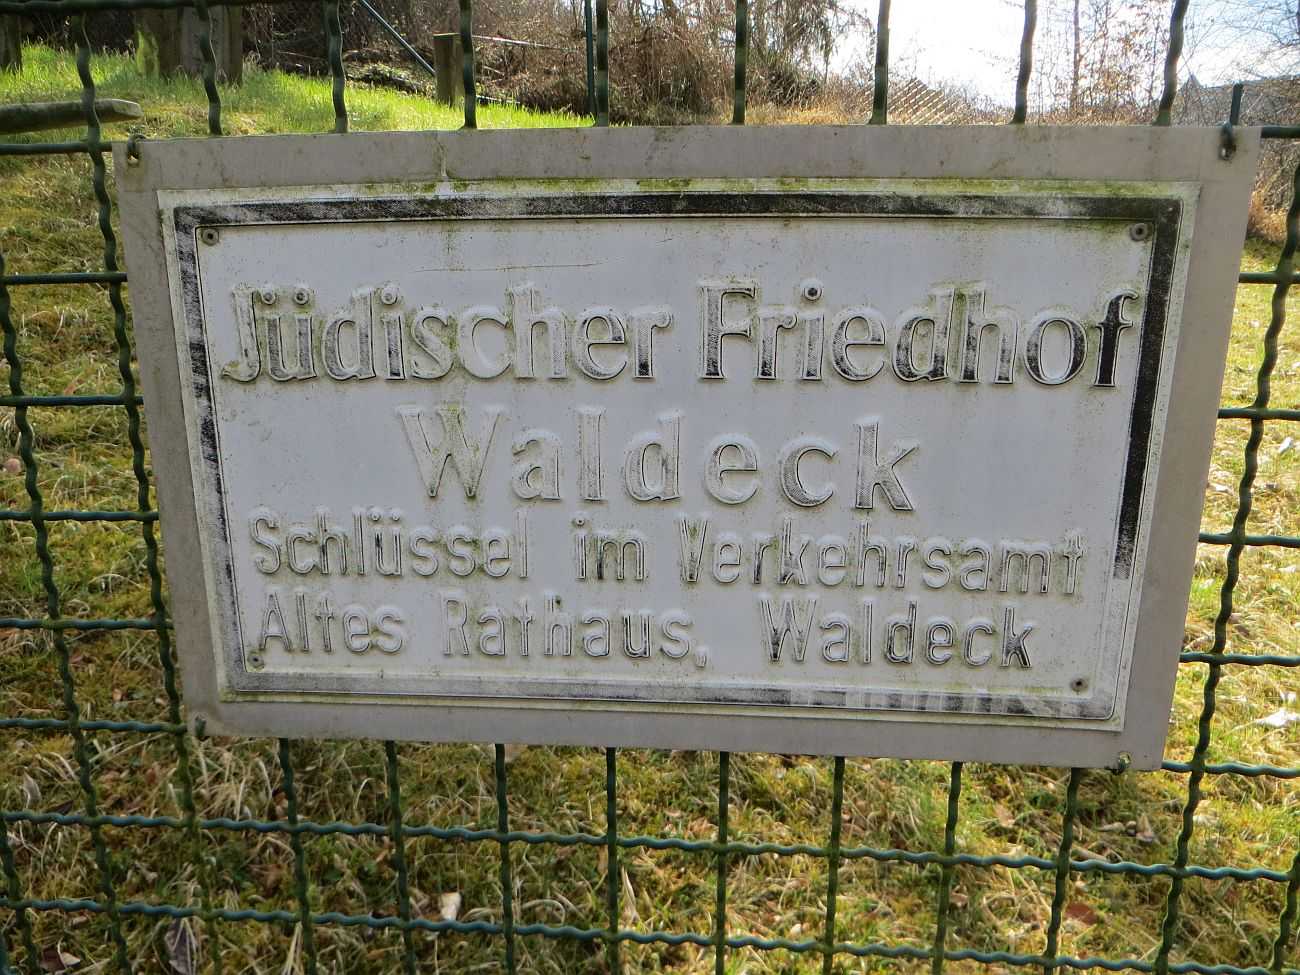 Jüdischer Friedhof
Waldeck
Schlüssel im Verkehrsamt
Altes Rathaus, Waldeck